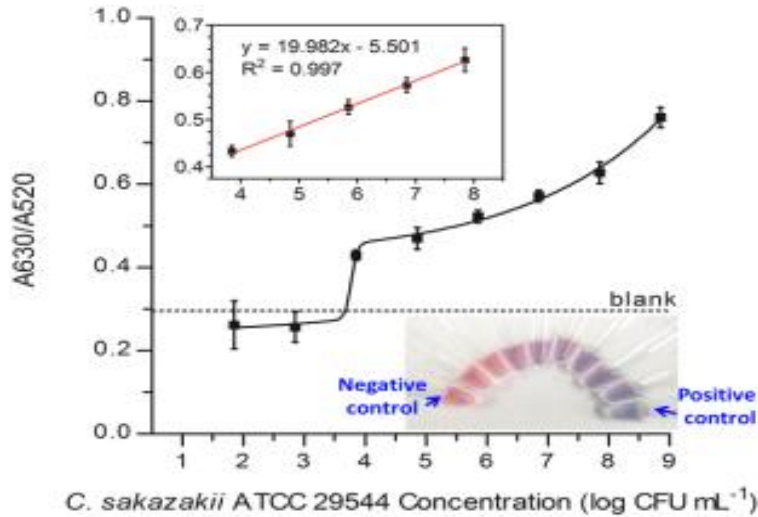 1.0
0.8
0.6
0.4
0.2
0.0
A630/A520
0.7
0.6
0.5
0.4
y = 19.982x - 5.501
R² = 0.997
4 5 6 7 8
blank
Negative
control
Positive
control
1 2 3 4 5 6 7 8 9
C. sakazakii ATCC 29544 Concentration (log CFU mL⁻¹)